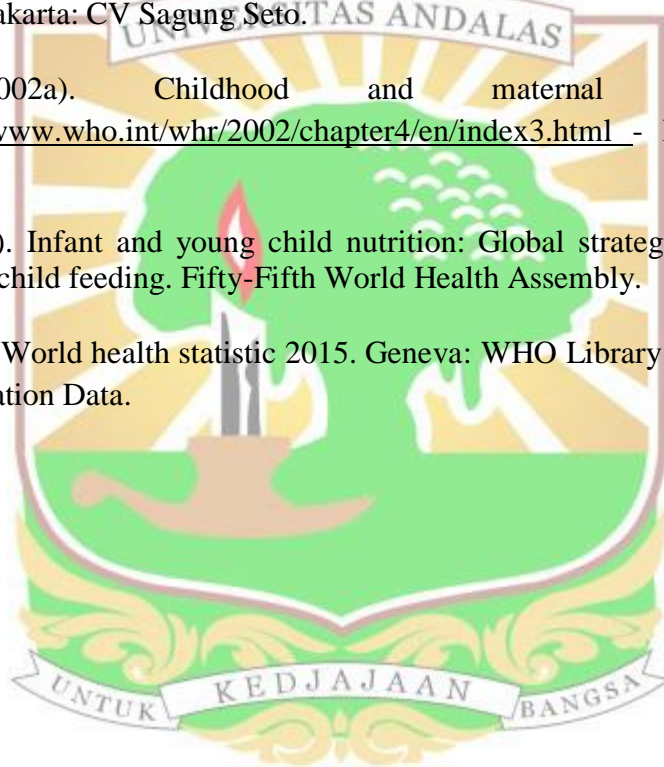 akarta: CV Sagung Seto.
UNIVERSITAS ANDALAS
002a). Childhood and maternal
www.who.int/whr/2002/chapter4/en/index3.html -
). Infant and young child nutrition: Global strateg
child feeding. Fifty-Fifth World Health Assembly.
World health statistic 2015. Geneva: WHO Library
ation Data.
UNTUK KEDJAJAAN BANGSA